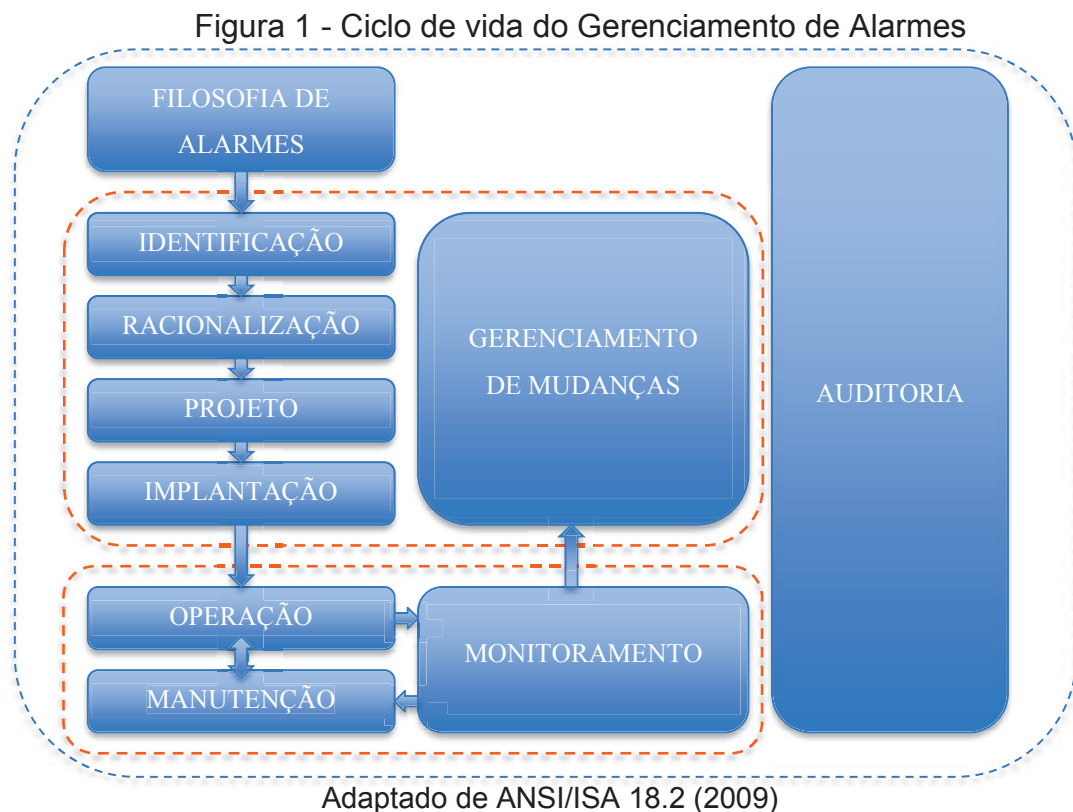 Figura 1 - Ciclo de vida do Gerenciamento de Alarmes
FILOSOFIA DE
ALARMES
IDENTIFICAÇÃO
RACIONALIZAÇÃO
PROJETO
IMPLANTAÇÃO
GERENCIAMENTO
DE MUDANÇAS
AUDITORIA
OPERAÇÃO
MANUTENÇÃO
MONITORAMENTO
Adaptado de ANSI/ISA 18.2 (2009)